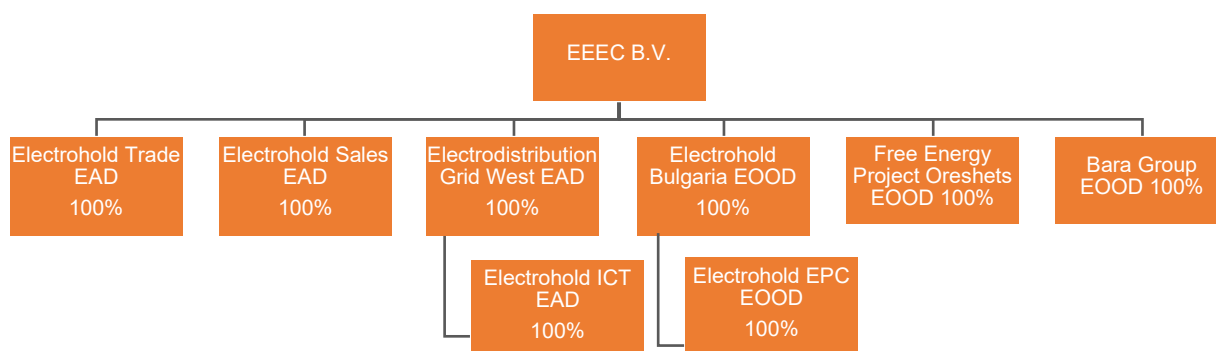 EEEC B.V.
Electrohold Trade
EAD
100%
Electrohold Sales
EAD
100%
Electrodistribution
Grid West EAD
100%
Electrohold
Bulgaria EOOD
100%
Free Energy
Project Oreshets
EOOD 100%
Bara Group
EOOD 100%
Electrohold ICT
EAD
100%
Electrohold EPC
EOOD
100%